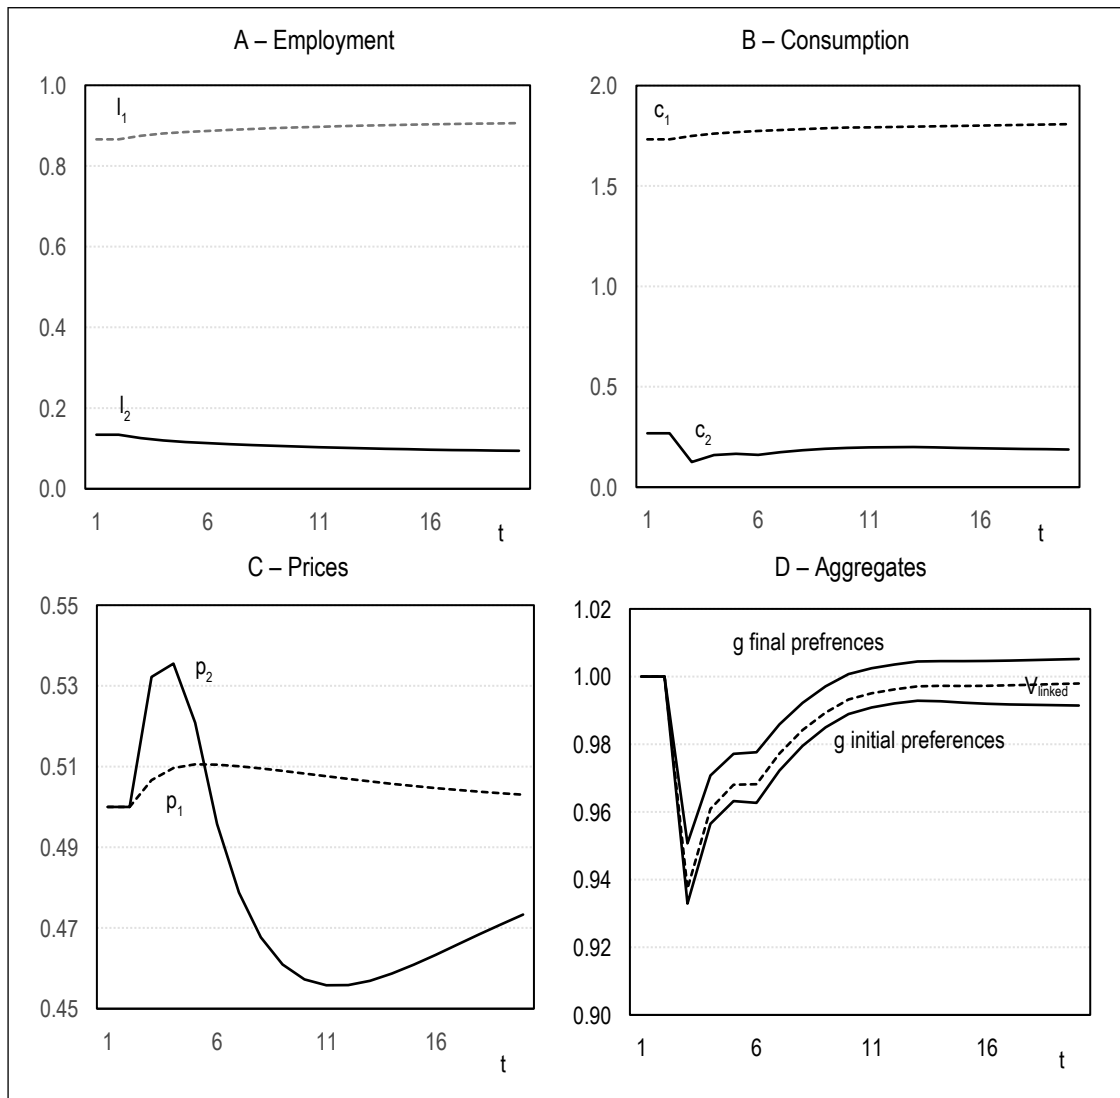 A – Employment
1.0
0.8
0.6
0.4
0.2
0.0
l1
l2
1 6 11 16
t
B – Consumption
2.0
1.5
1.0
0.5
0.0
c1
c2
1 6 11 16
t
C – Prices
0.55
0.53
0.51
0.49
0.47
0.45
p2
p1
1 6 11 16
t
D – Aggregates
1.02
1.00
0.98
0.96
0.94
0.92
0.90
g final prefrences
Vlinked
g initial preferences
1 6 11 16
t